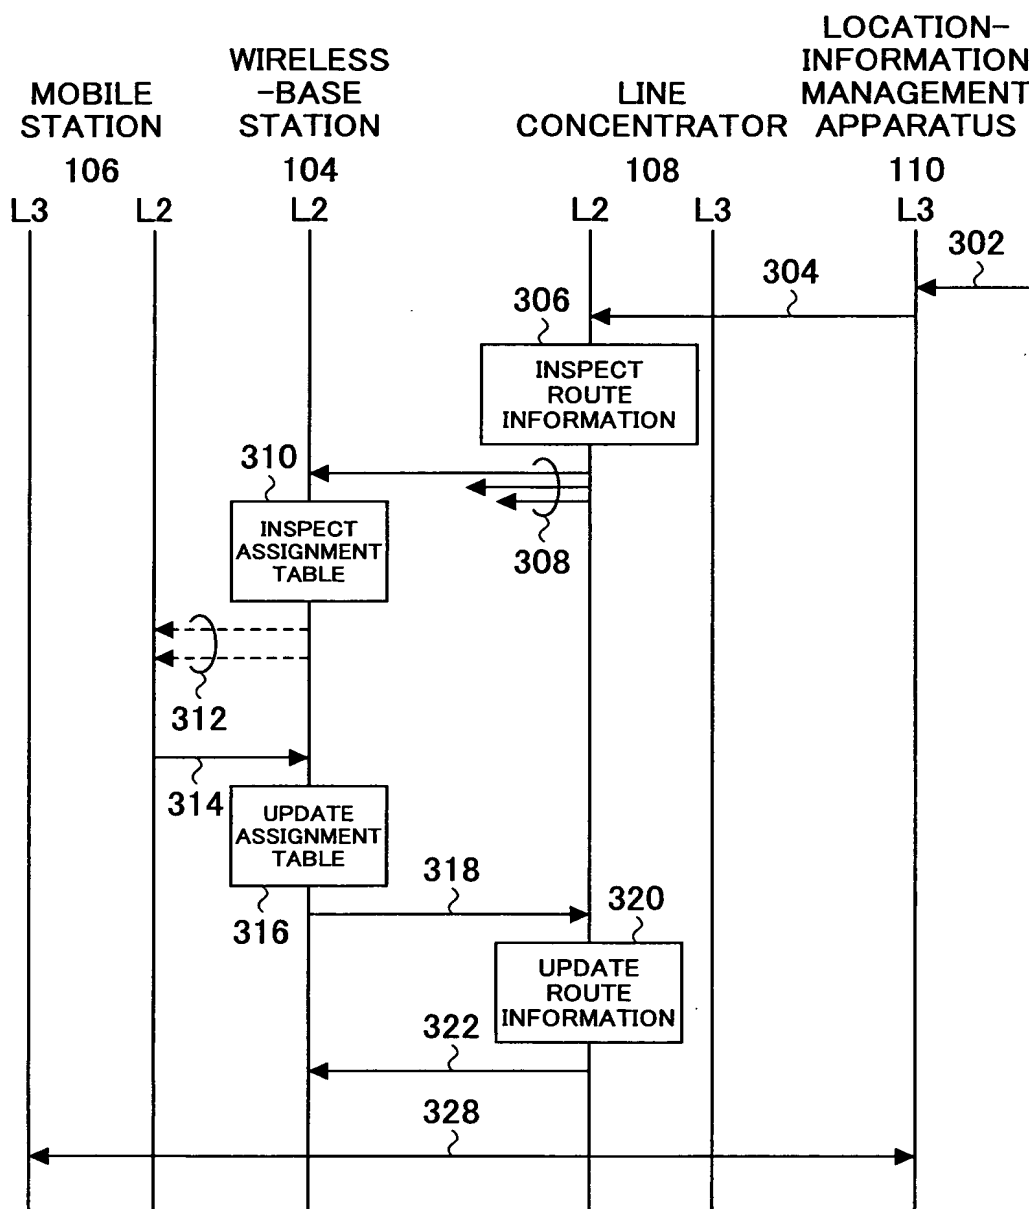 LOCATION-
INFORMATION
MANAGEMENT
APPARATUS
WIRELESS
-BASE
STATION
MOBILE
STATION
LINE
CONCENTRATOR
106
104
108
110
L3
L2
L2
L2
L3
L3
302
304
306
INSPECT
ROUTE
INFORMATION
310
308
INSPECT
ASSIGNMENT
TABLE
312
314
UPDATE
ASSIGNMENT
TABLE
316
318
320
UPDATE
ROUTE
INFORMATION
322
328